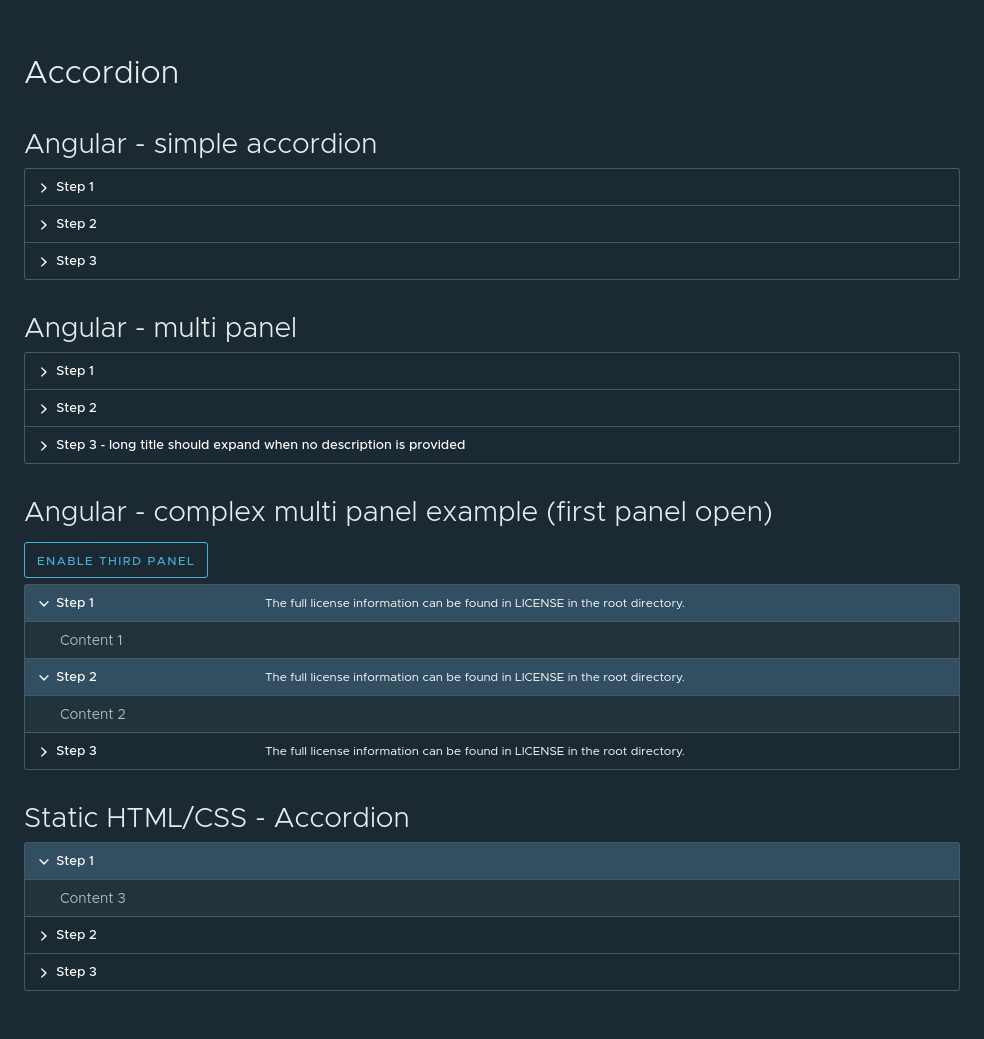 Accordion
Angular - simple accordion
Step 1
Step 2
Step 3
Angular - multi panel
Step 1
Step 2
Step 3 - long title should expand when no description is provided
Angular - complex multi panel example (first panel open)
ENABLE THIRD PANEL
Step 1 The full license information can be found in LICENSE in the root directory.
Content 1
Step 2 The full license information can be found in LICENSE in the root directory.
Content 2
Step 3 The full license information can be found in LICENSE in the root directory.
Static HTML/CSS - Accordion
Step 1
Content 3
Step 2
Step 3